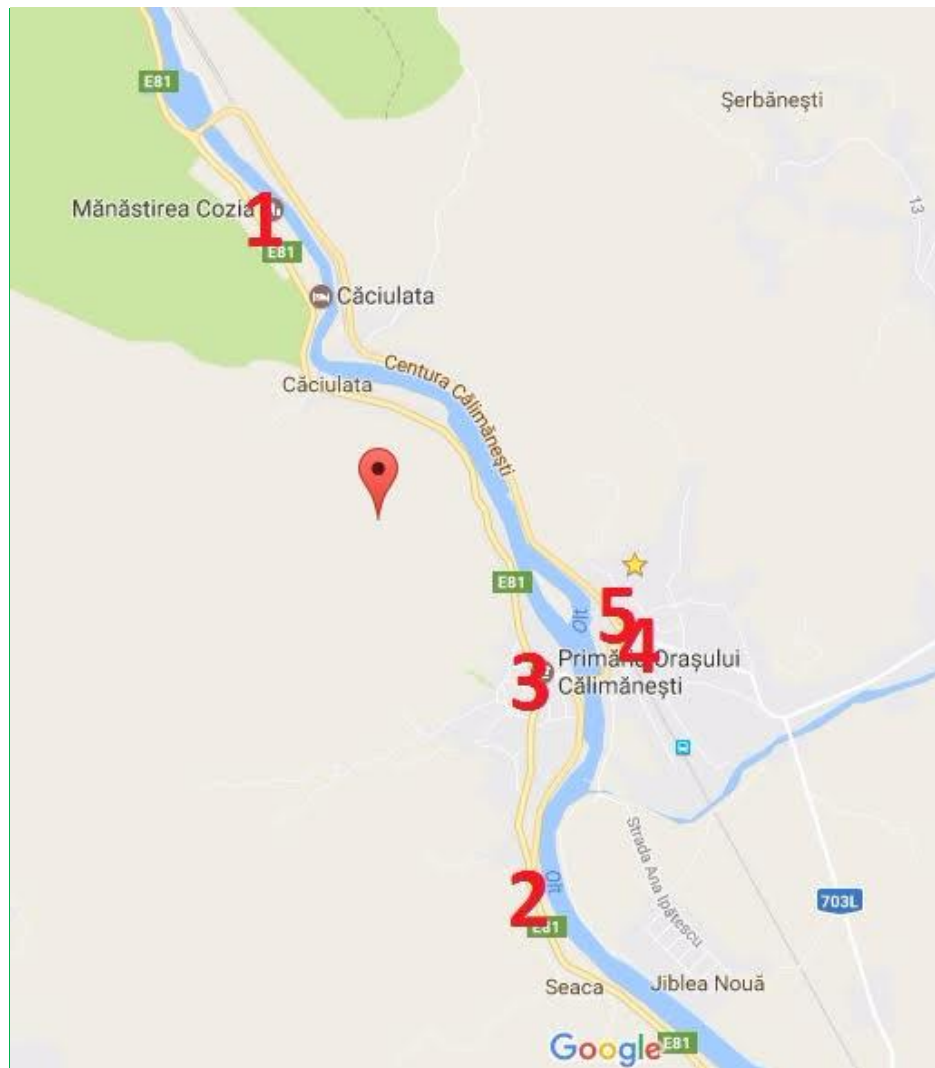 E81
Șerbănești
13
Mănăstirea Cozia
1
E81
Căciulata
Centura Călimănești
Căciulata
E81
Olt
5
4
3
Primăria Orașului
Călimănești
Strada Ana Ipătescu
2
Olt
703L
E81
Seaca
Jiblea Nouă
Google
E81